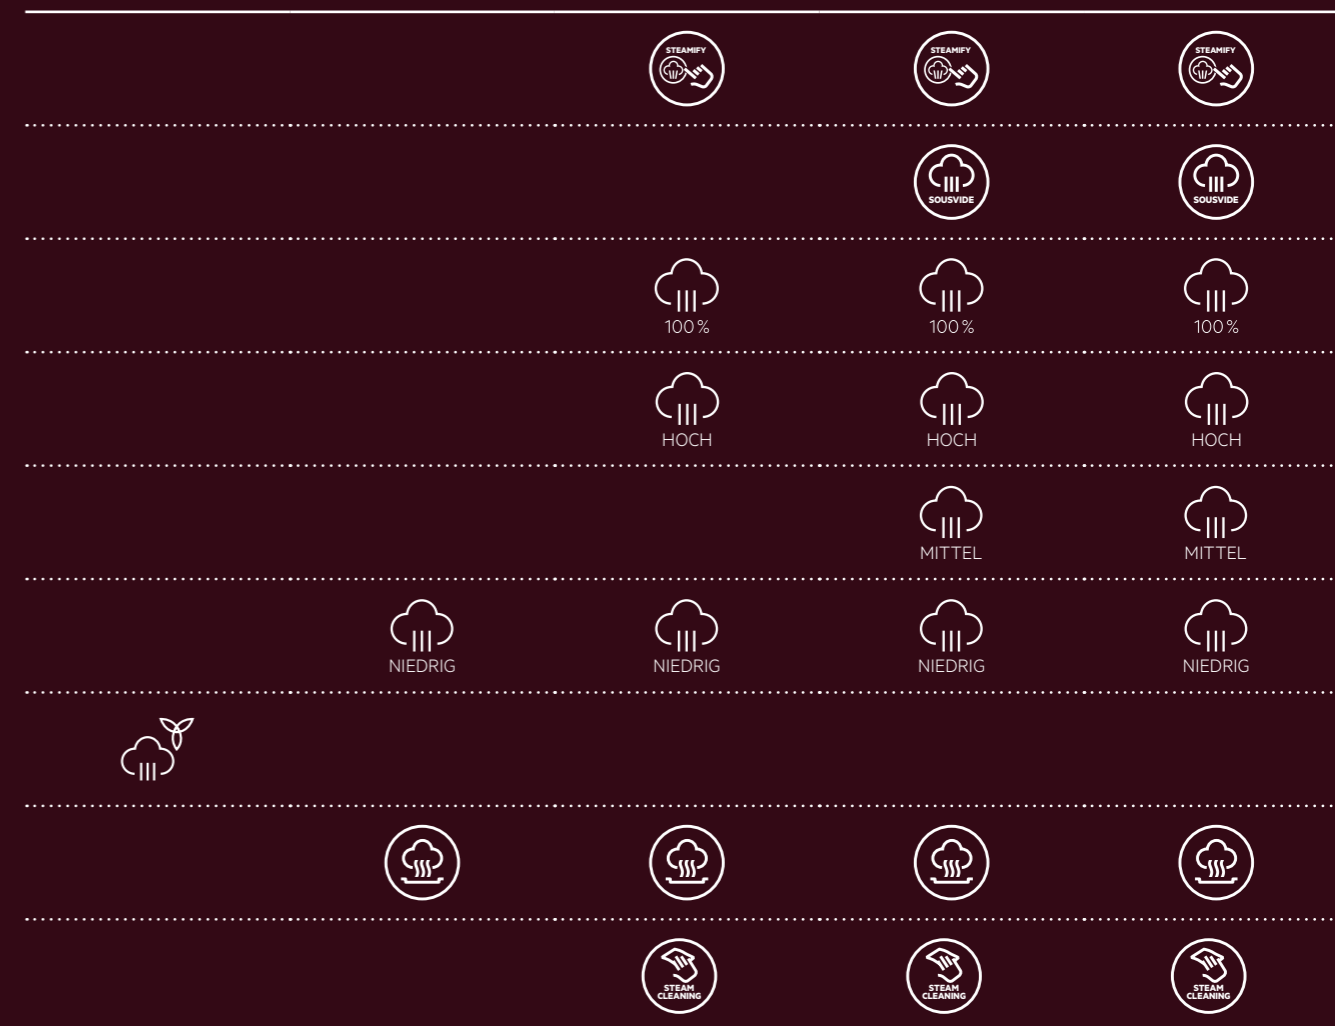 STEAMIFY STEAMIFY STEAMIFY
SOUSVIDE SOUSVIDE
100 % 100 % 100 %
HOCH HOCH HOCH
MITTEL MITTEL
NIEDRIG NIEDRIG NIEDRIG NIEDRIG
STEAM STEAM STEAM
CLEANING CLEANING CLEANING